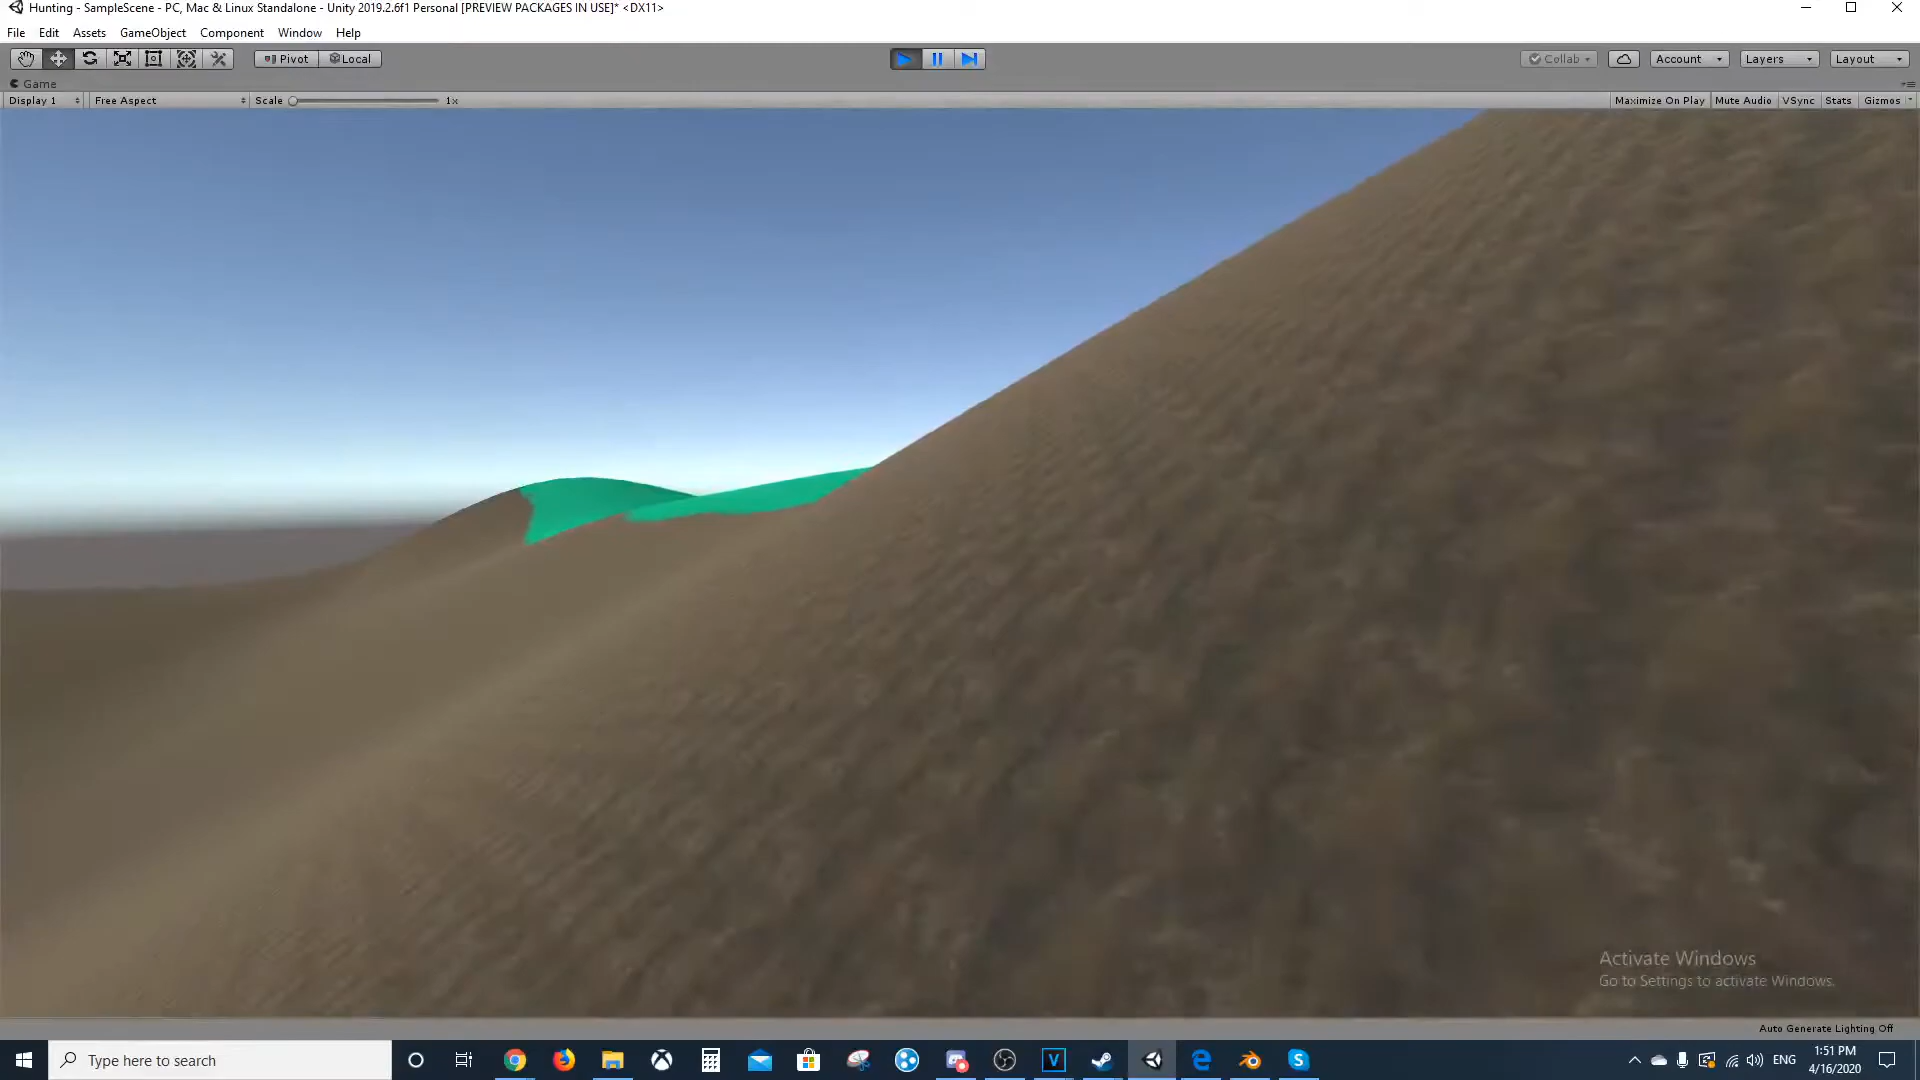 Hunting - SampleScene - PC, Mac & Linux Standalone - Unity 2019.2.6f1 Personal [PREVIEW PACKAGES IN USE]* <DX11>
File Edit Assets GameObject Component Window Help
Pivot Local Collab Account Layers Layout
Game
Display 1 Free Aspect Scale 1x Maximize On Play Mute Audio VSync Stats Gizmos
Activate Windows
Go to Settings to activate Windows.
Auto Generate Lighting Off
Type here to search
ENG
1:51 PM
4/16/2020